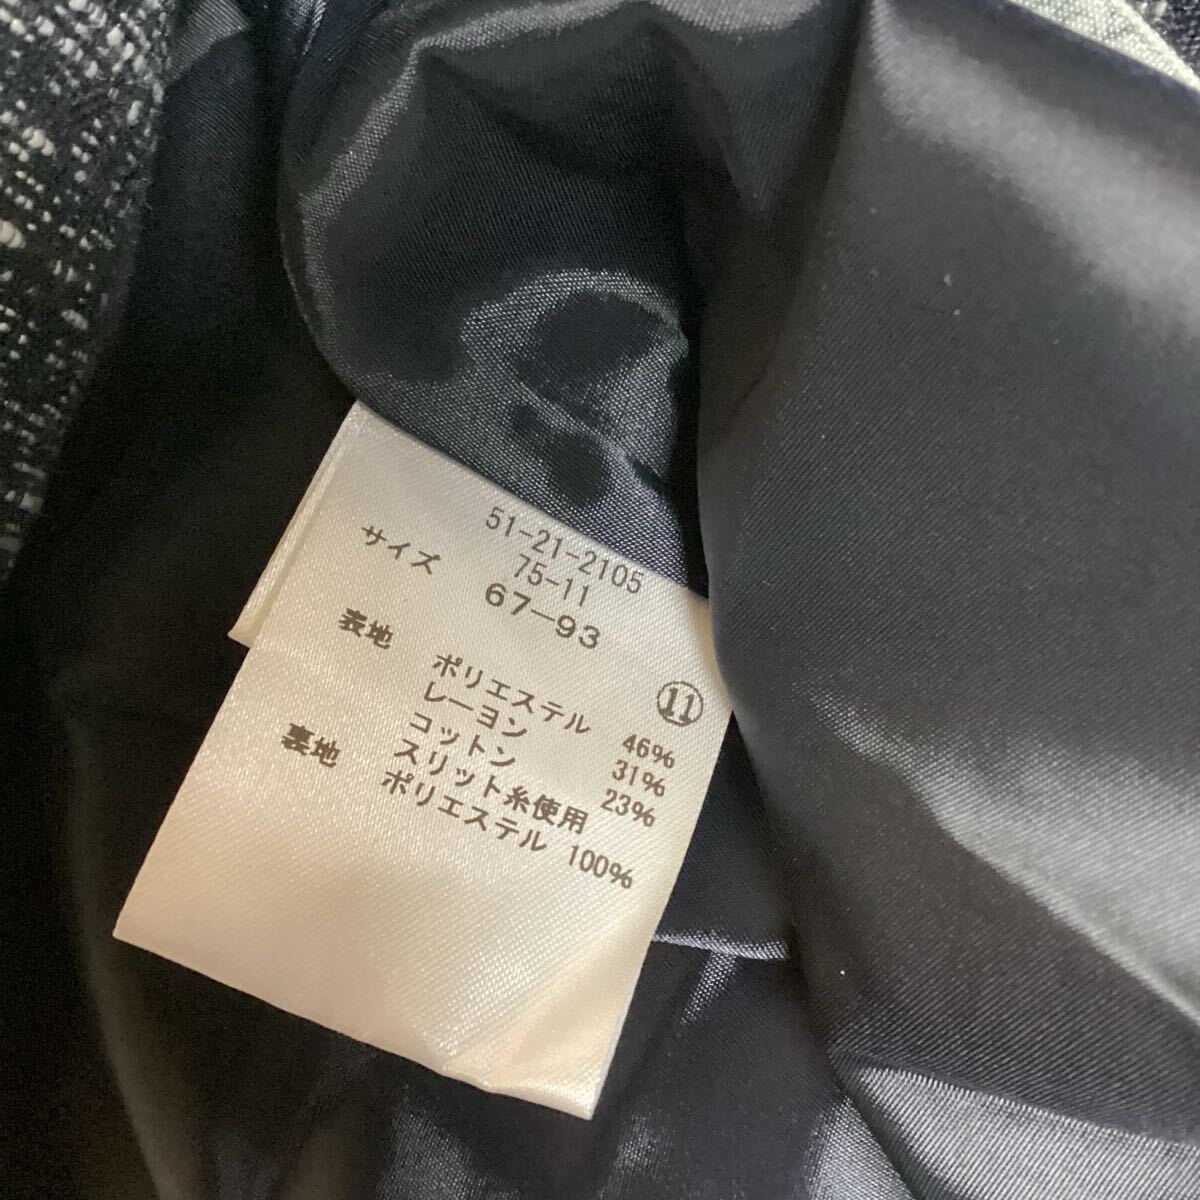 51-21-2105
75-11
サイズ 67-93
⑪
表地 ポリエステル 46%
レーヨン 31%
コットン 23%
スリット糸使用
裏地 ポリエステル 100%